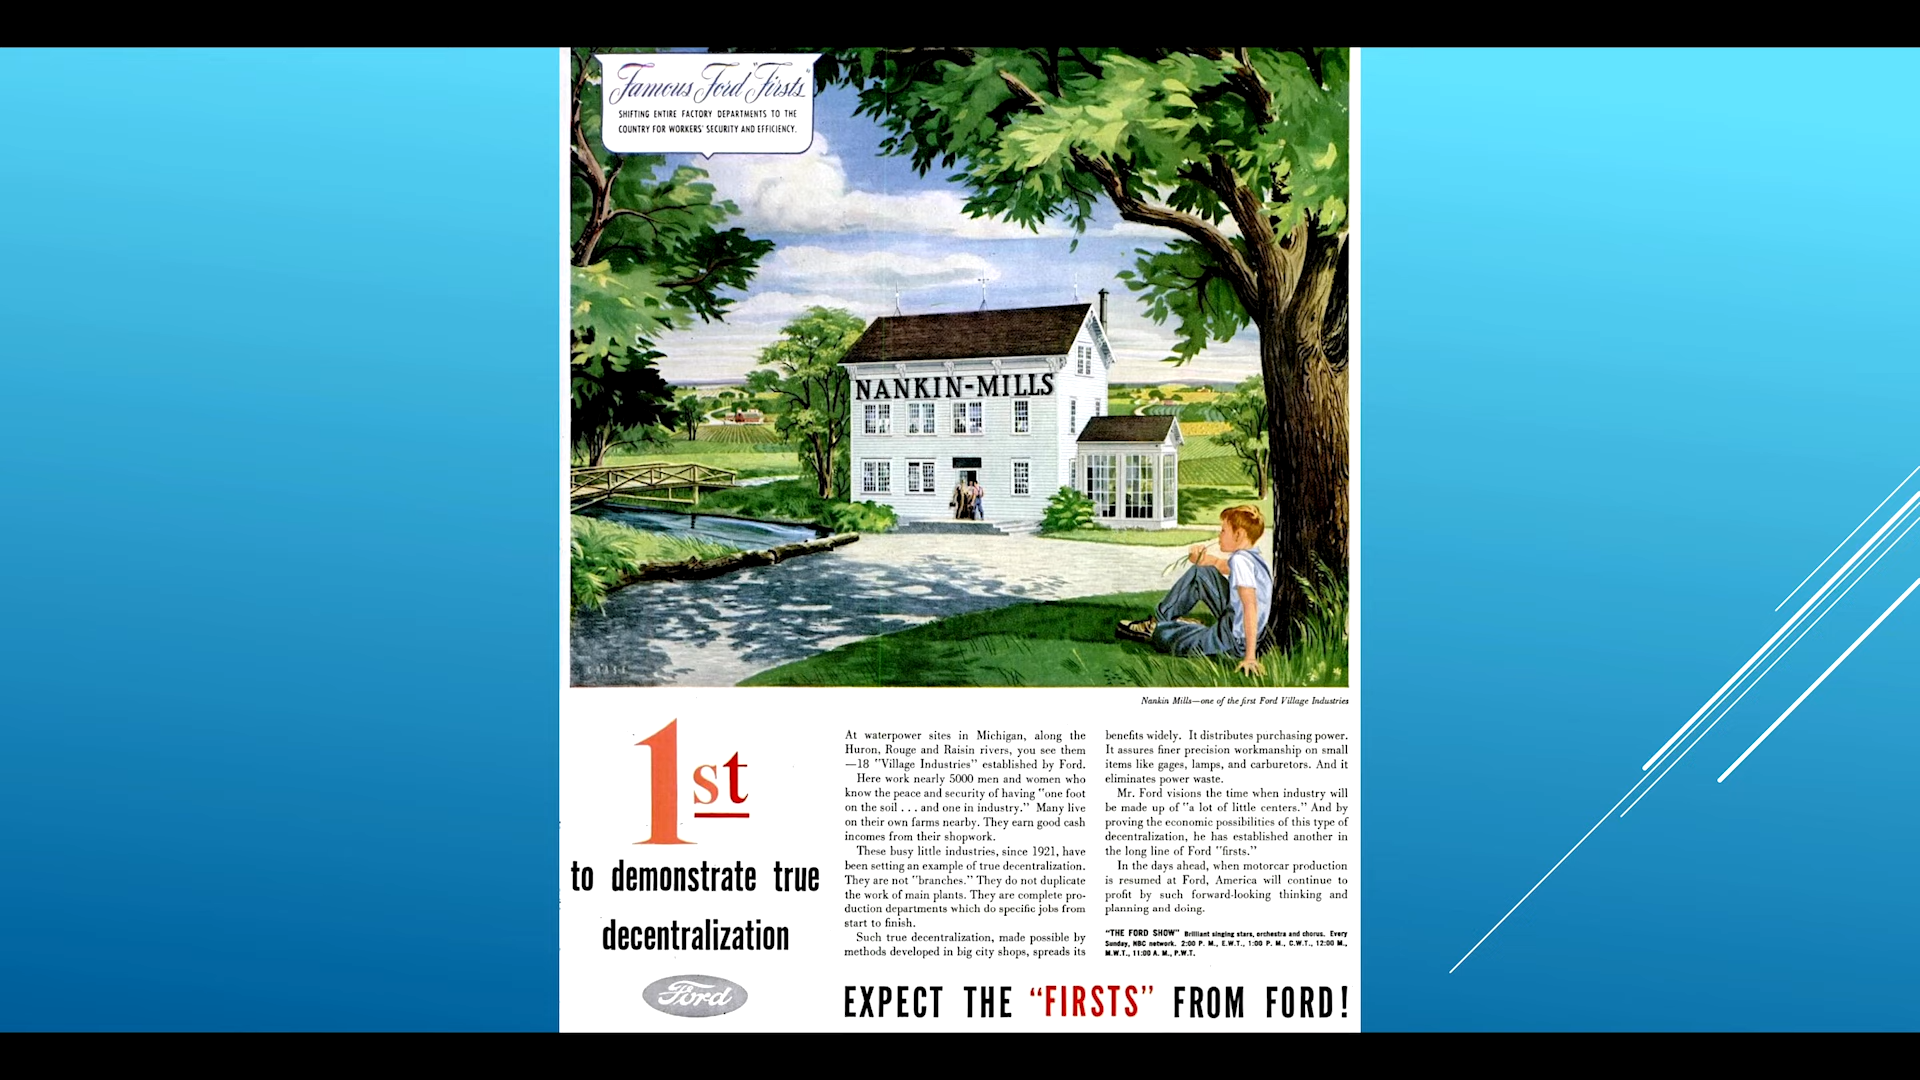 Famous Ford "Firsts"
SHIFTING ENTIRE FACTORY DEPARTMENTS TO THE
COUNTRY FOR WORKERS' SECURITY AND EFFICIENCY.
NANKIN-MILLS
Nankin Mills—one of the first Ford Village Industries
1st
to demonstrate true
decentralization
Ford
At waterpower sites in Michigan, along the
Huron, Rouge and Raisin rivers, you see them
—18 "Village Industries" established by Ford.
Here work nearly 5000 men and women who
know the peace and security of having "one foot
on the soil . . . and one in industry." Many live
on their own farms nearby. They earn good cash
incomes from their shopwork.
These busy little industries, since 1921, have
been setting an example of true decentralization.
They are not "branches." They do not duplicate
the work of main plants. They are complete pro-
duction departments which do specific jobs from
start to finish.
Such true decentralization, made possible by
methods developed in big city shops, spreads its
benefits widely. It distributes purchasing power.
It assures finer precision workmanship on small
items like gages, lamps, and carburetors. And it
eliminates power waste.
Mr. Ford visions the time when industry will
be made up of "a lot of little centers." And by
proving the economic possibilities of this type of
decentralization, he has established another in
the long line of Ford "firsts."
In the days ahead, when motorcar production
is resumed at Ford, America will continue to
profit by such forward-looking thinking and
planning and doing.
"THE FORD SHOW" Brilliant singing stars, orchestra and chorus. Every
Sunday, NBC network. 2:00 P. M., E.W.T., 1:00 P. M., C.W.T., 12:00 M.,
M.W.T., 11:00 A. M., P.W.T.
EXPECT THE "FIRSTS" FROM FORD!